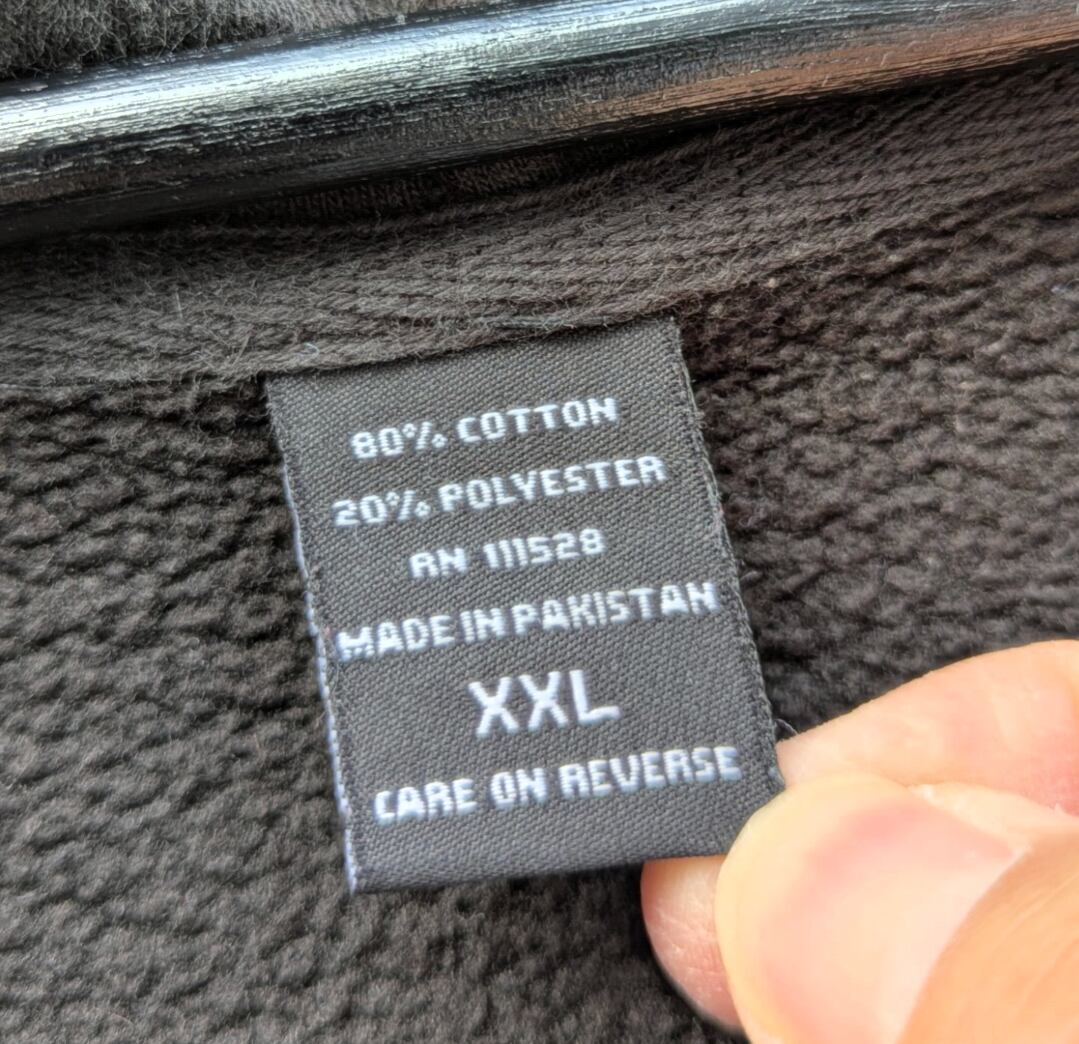 80% COTTON
20% POLYESTER
RN 111528
MADE IN PAKISTAN
XXL
CARE ON REVERSE